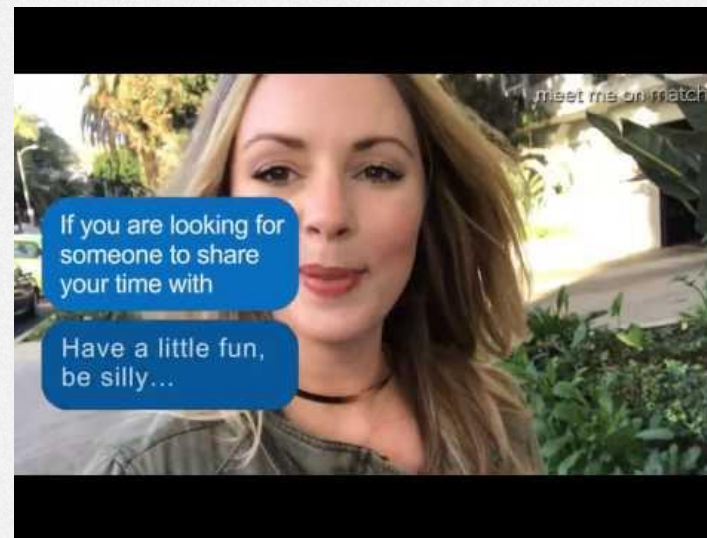 meet me on match
If you are looking for
someone to share
your time with
Have a little fun,
be silly...